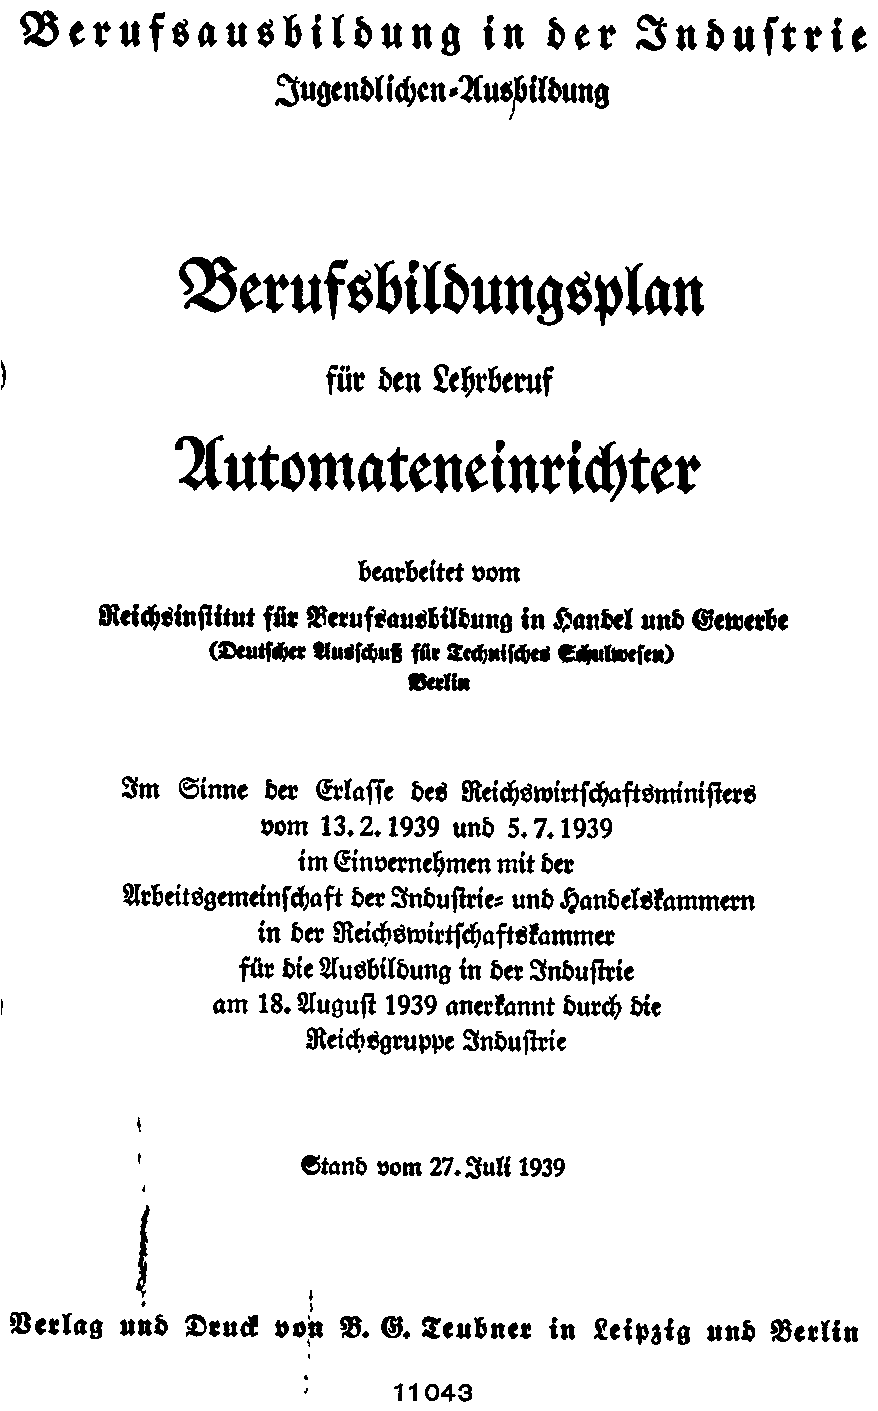 Berufsausbildung in der Industrie
Jugendlichen-Ausbildung
Berufsbildungsplan
für den Lehrberuf
Automateneinrichter
bearbeitet vom
Reichsinstitut für Berufsausbildung in Handel und Gewerbe
(Deutscher Ausschuß für Technisches Schulwesen)
Berlin
Im Sinne der Erlasse des Reichswirtschaftsministers
vom 13. 2. 1939 und 5. 7. 1939
im Einvernehmen mit der
Arbeitsgemeinschaft der Industrie- und Handelskammern
in der Reichswirtschaftskammer
für die Ausbildung in der Industrie
am 18. August 1939 anerkannt durch die
Reichsgruppe Industrie
Stand vom 27. Juli 1939
Verlag und Druck von B. G. Teubner in Leipzig und Berlin
11043